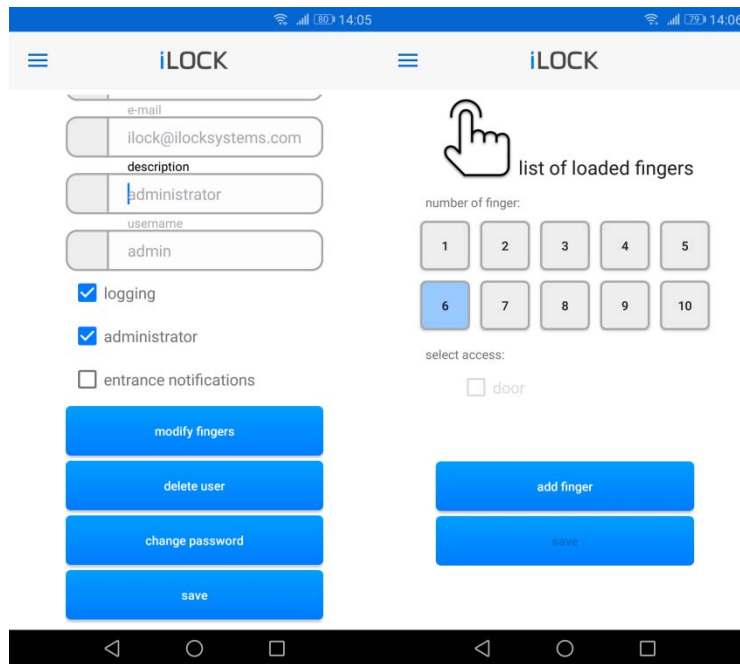 80 14:05
iLOCK
e-mail
ilock@ilocksystems.com
description
administrator
username
admin
logging
administrator
entrance notifications
modify fingers
delete user
change password
save
79 14:06
iLOCK
list of loaded fingers
number of finger:
1 2 3 4 5
6 7 8 9 10
select access:
door
add finger
save